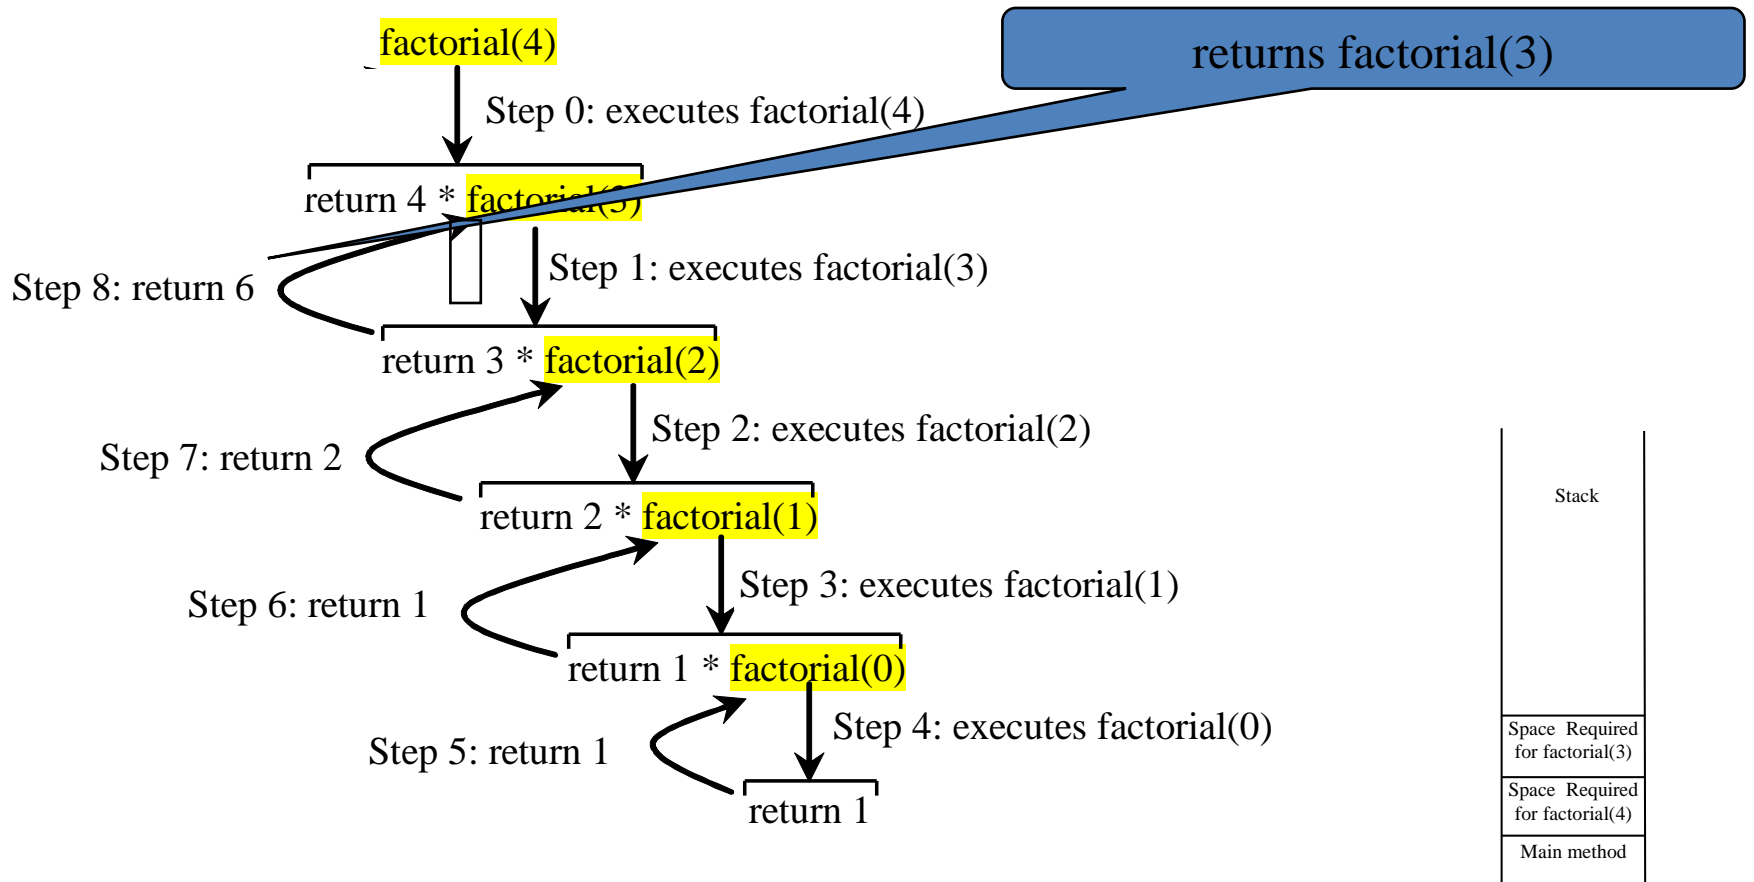 factorial(4)
returns factorial(3)
Step 0: executes factorial(4)
return 4 * factorial(3)
Step 1: executes factorial(3)
Step 8: return 6
return 3 * factorial(2)
Step 2: executes factorial(2)
Step 7: return 2
return 2 * factorial(1)
Step 3: executes factorial(1)
Step 6: return 1
return 1 * factorial(0)
Step 4: executes factorial(0)
Step 5: return 1
return 1
Stack
Space Required
for factorial(3)
Space Required
for factorial(4)
Main method